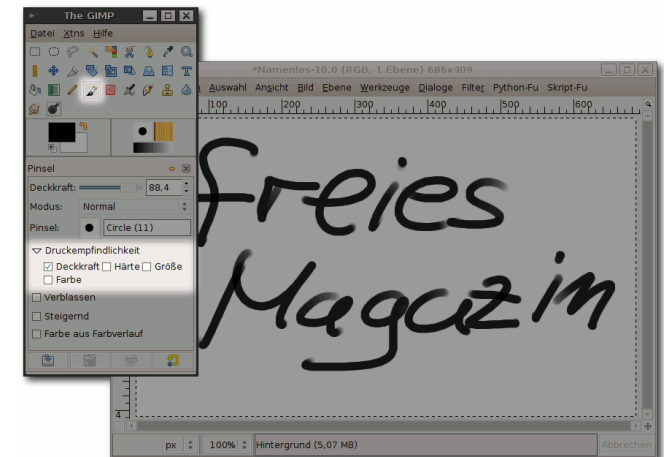 The GIMP
Datei Xtns Hilfe
*Namenlos-10.0 (RGB, 1 Ebene) 686x409
Auswahl Ansicht Bild Ebene Werkzeuge Dialoge Filter Python-Fu Skript-Fu
100 200 300 400 500 600
freies
Magazin
Pinsel
Deckkraft: 88,4
Modus: Normal
Pinsel: Circle (11)
Druckempfindlichkeit
Deckkraft Härte Größe
Farbe
Verblassen
Steigernd
Farbe aus Farbverlauf
4
px 100% Hintergrund (5,07 MB) Abbrechen